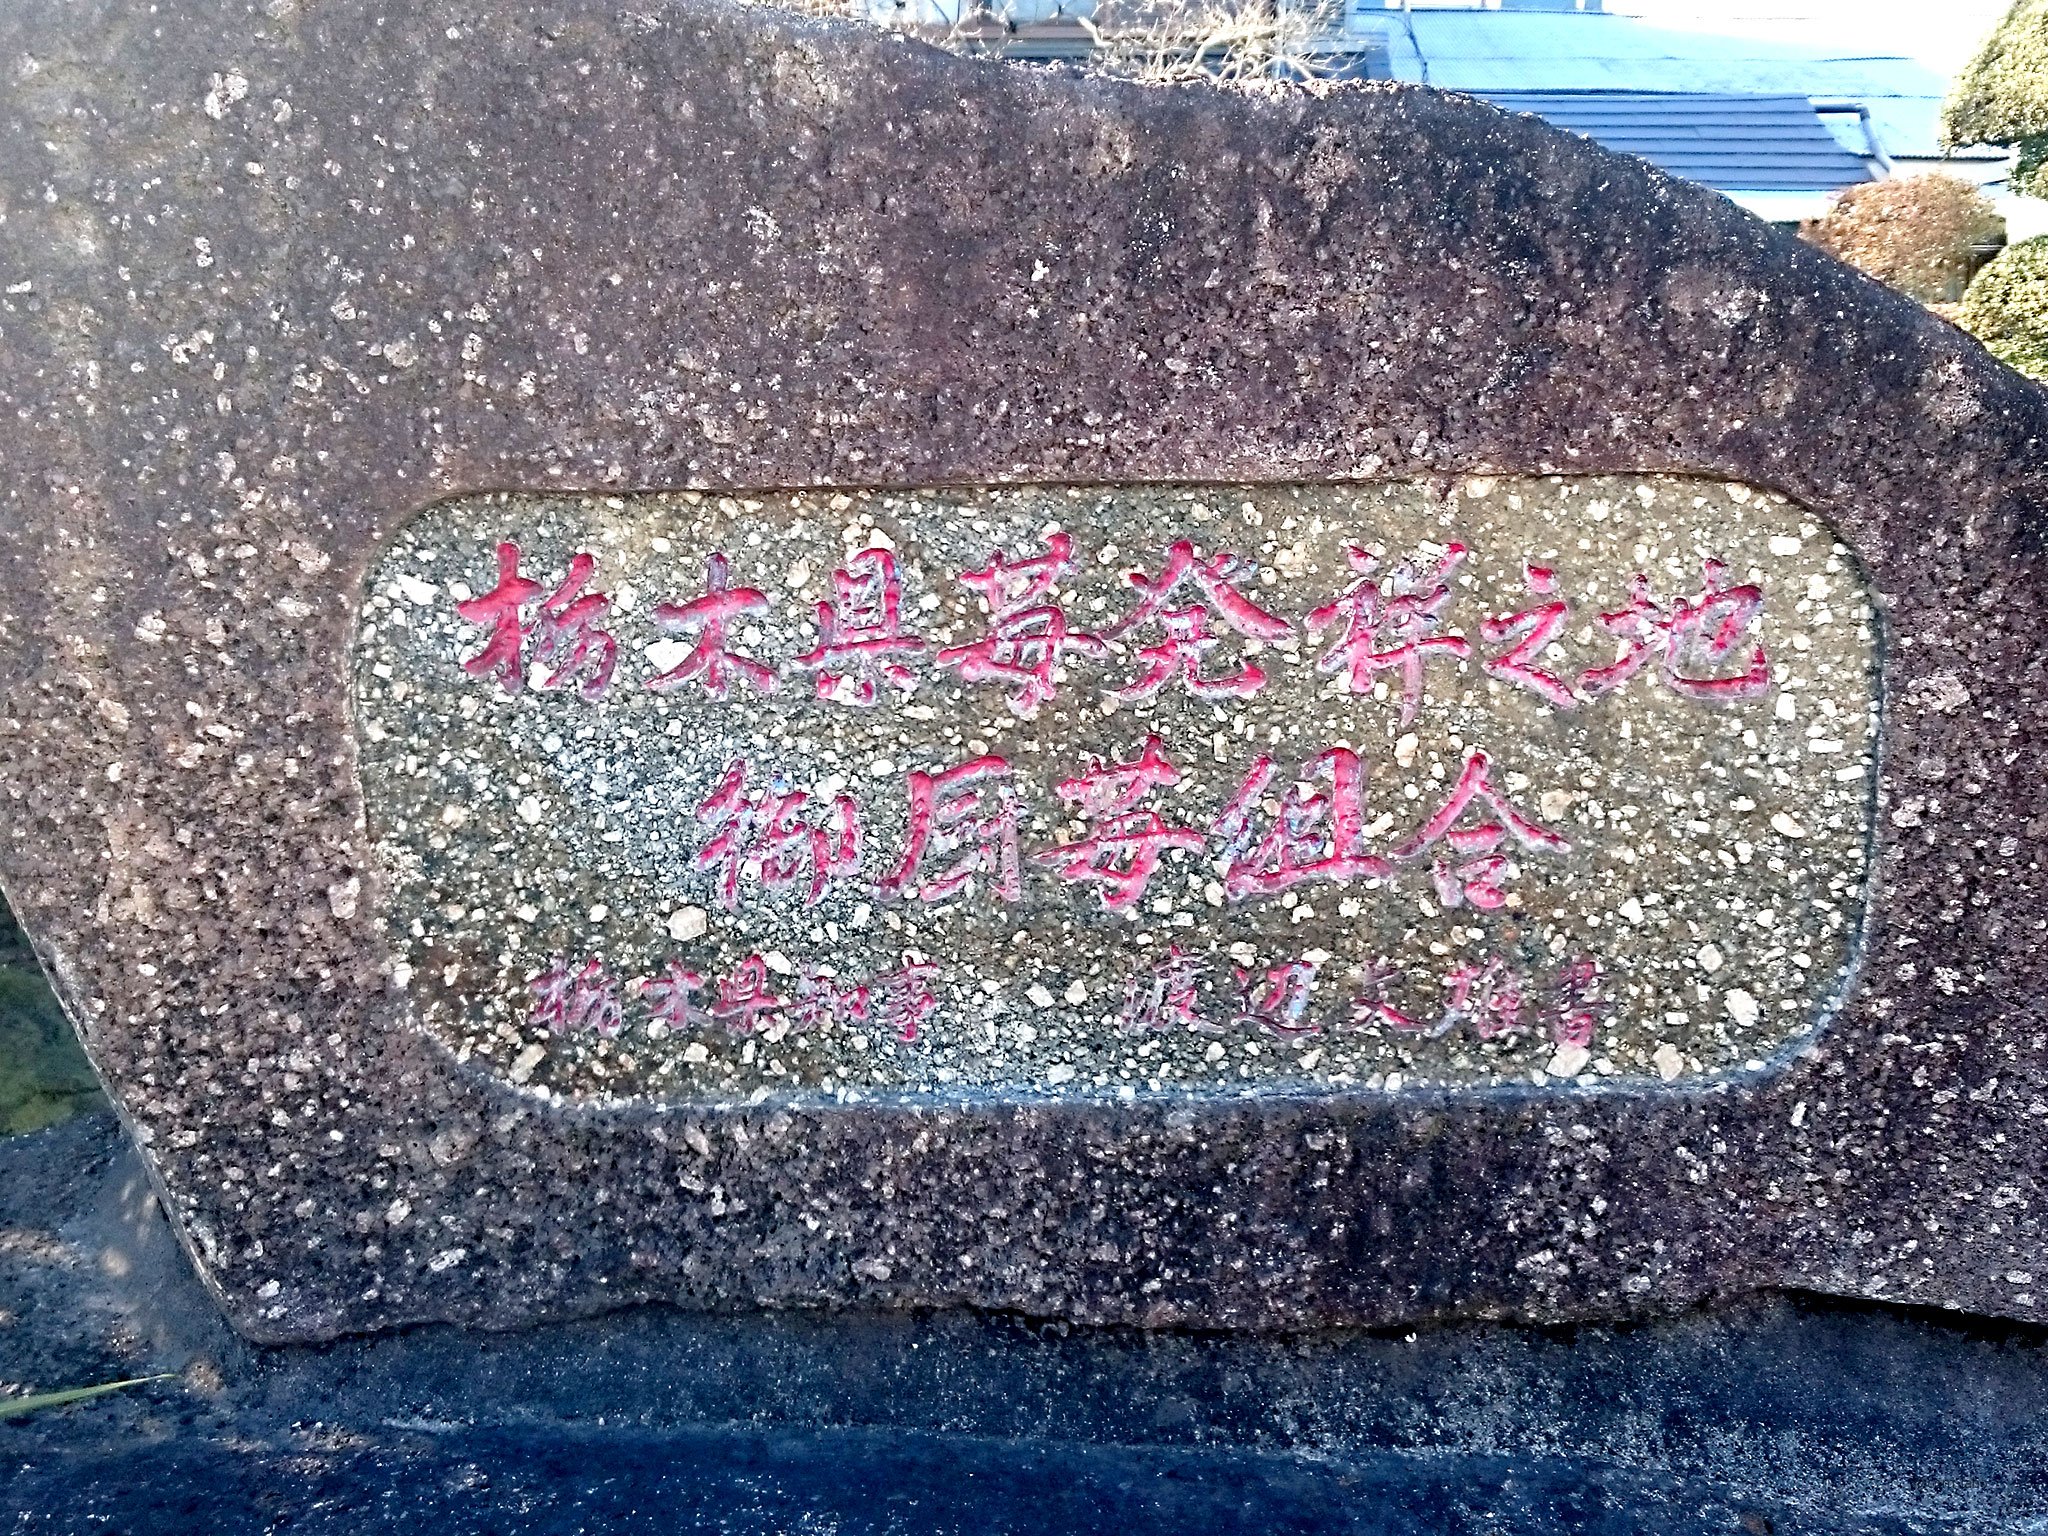 栃木県苺発祥之地
御厨苺組合
栃木県知事 渡辺文雄書